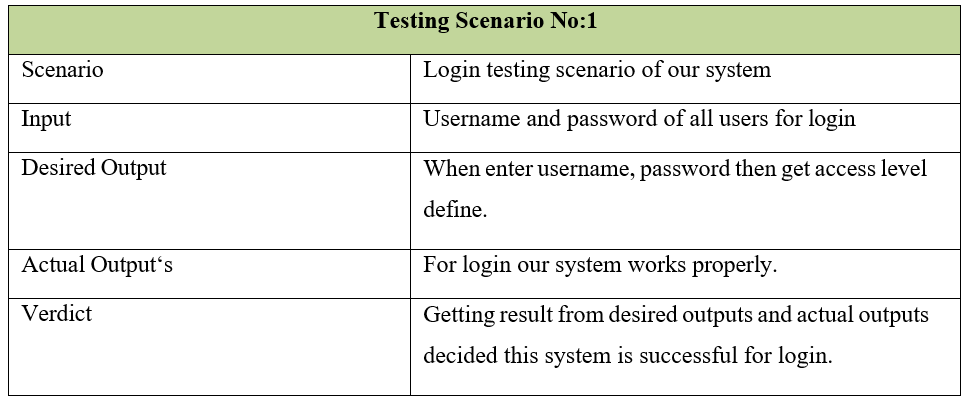 Testing Scenario No:1
Scenario
Login testing scenario of our system
Input
Username and password of all users for login
Desired Output
When enter username, password then get access level
define.
Actual Output‘s
For login our system works properly.
Verdict
Getting result from desired outputs and actual outputs
decided this system is successful for login.